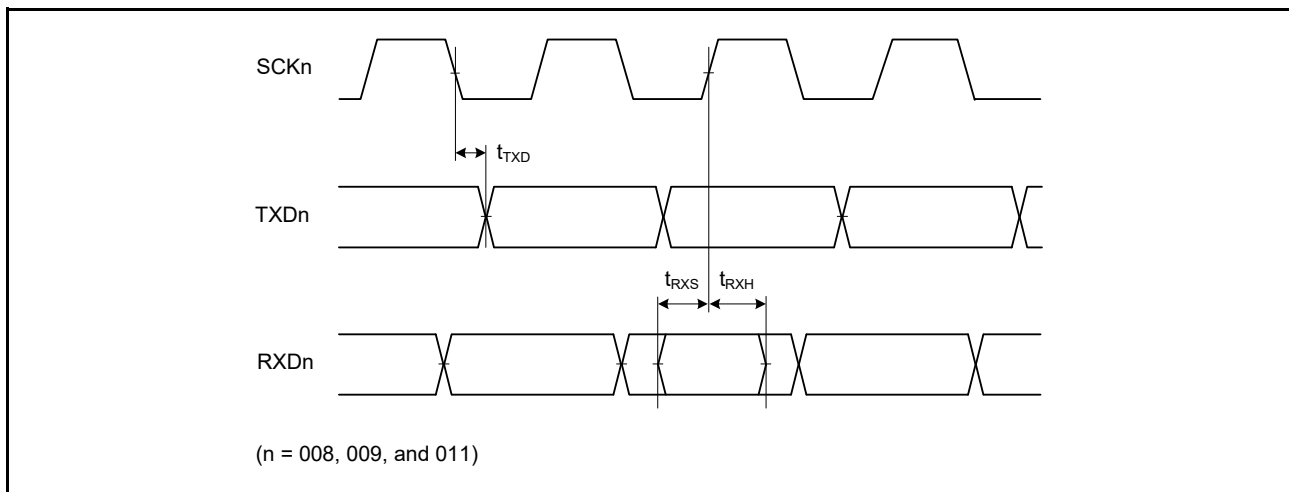 SCKn
tTXD
TXDn
tRXS tRXH
RXDn
(n = 008, 009, and 011)